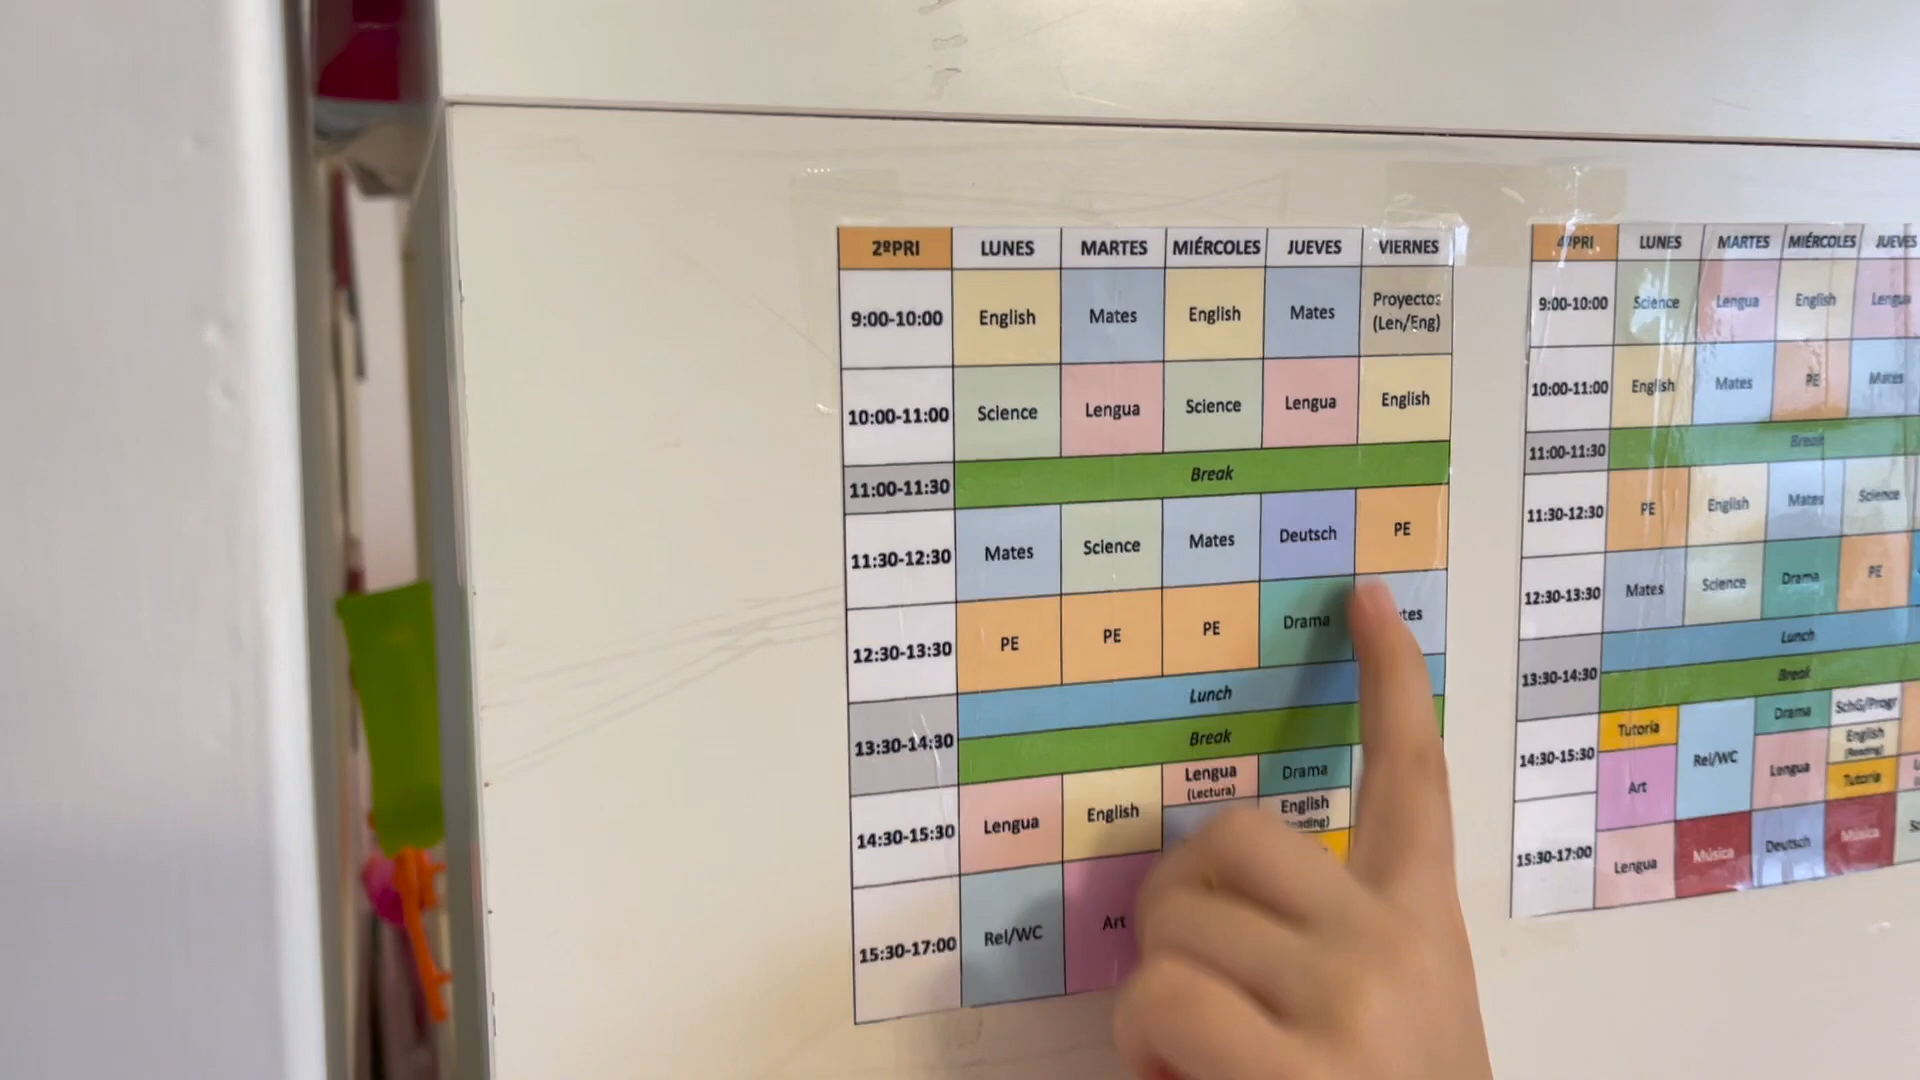 2ºPRI LUNES MARTES MIÉRCOLES JUEVES VIERNES
9:00-10:00 English Mates English Mates Proyectos (Len/Eng)
10:00-11:00 Science Lengua Science Lengua English
11:00-11:30 Break
11:30-12:30 Mates Science Mates Deutsch PE
12:30-13:30 PE PE PE Drama
13:30-14:30 Lunch
Break
14:30-15:30 Lengua English Lengua (Lectura) Drama
English
15:30-17:00 Rel/WC Art
4ºPRI LUNES MARTES MIÉRCOLES JUEVES
9:00-10:00 Science Lengua English Lengua
10:00-11:00 English Mates PE Mates
11:00-11:30 Break
11:30-12:30 PE English Mates Science
12:30-13:30 Mates Science Drama PE
13:30-14:30 Lunch
Break
14:30-15:30 Tutoria Rel/WC Drama SchG/Progr
Art Lengua English (Reading)
Tutoria
15:30-17:00 Lengua Música Deutsch Música